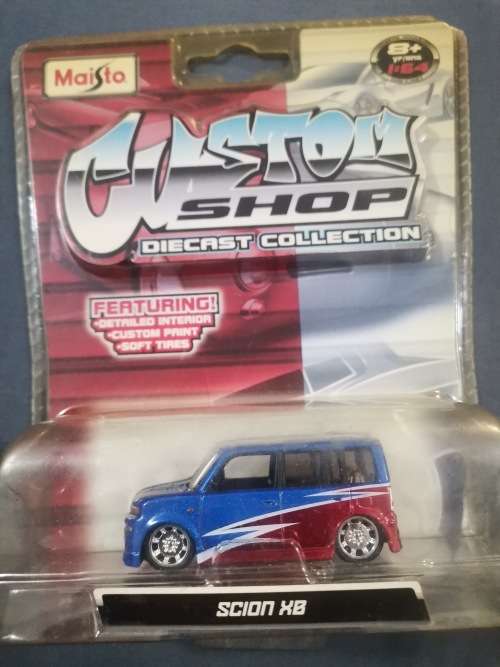 Maisto
8+
1:64
CUSTOM
SHOP
DIECAST COLLECTION
FEATURING!
•DETAILED INTERIOR
•CUSTOM PAINT
•SOFT TIRES
SCION XB